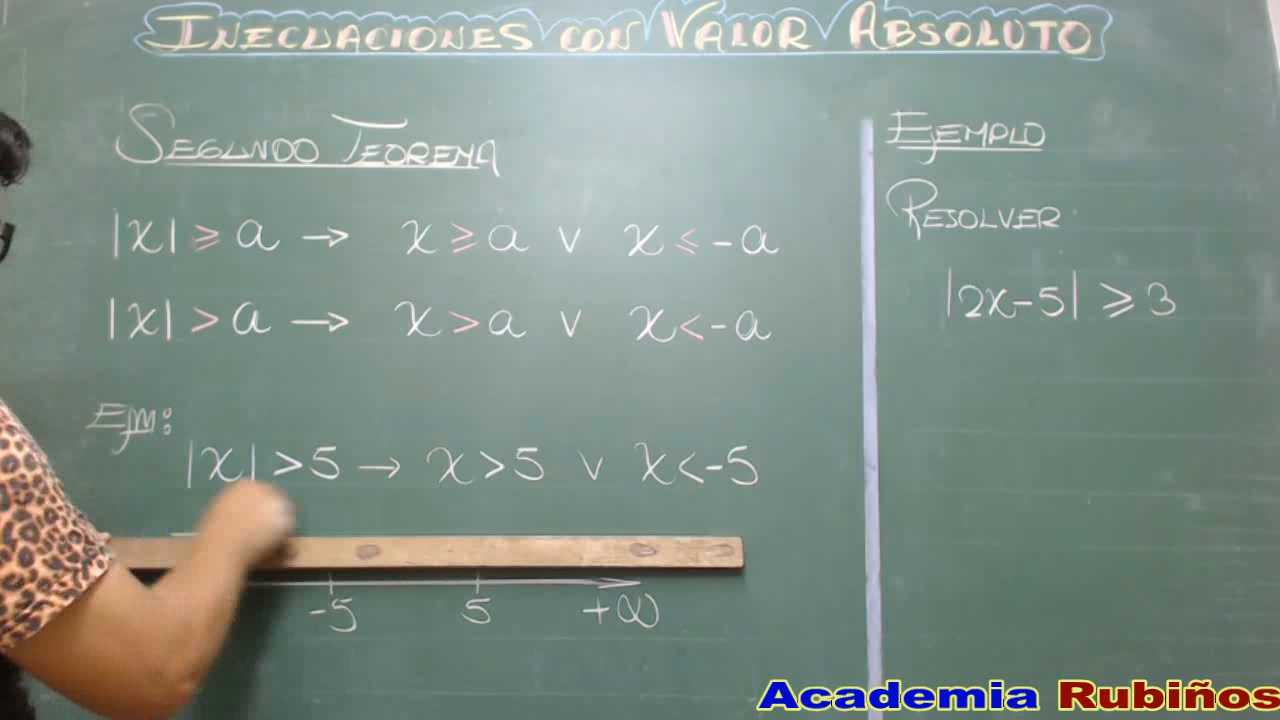 INECUACIONES CON VALOR ABSOLUTO
SEGUNDO TEOREMA
|x| ≥ a → x ≥ a v x ≤ -a
|x| > a → x > a v x < -a
Ejm:
|x| > 5 → x > 5 v x < -5
-5 5 +∞
EJEMPLO
RESOLVER
|2x-5| ≥ 3
Academia Rubiños